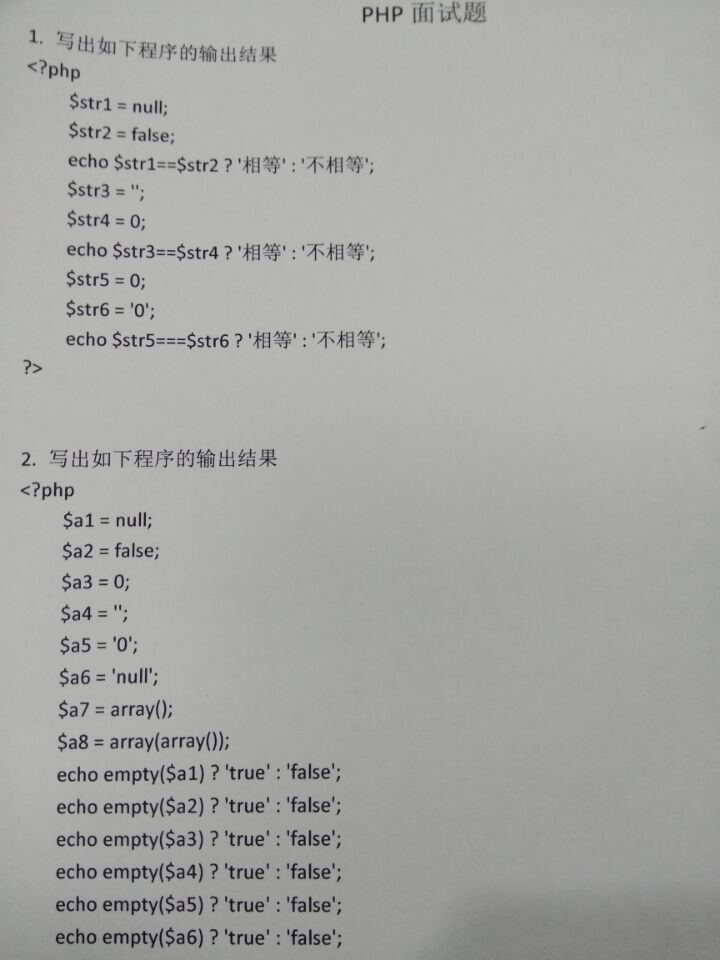 PHP 面试题
1. 写出如下程序的输出结果
<?php
$str1 = null;
$str2 = false;
echo $str1==$str2 ? '相等' : '不相等';
$str3 = '';
$str4 = 0;
echo $str3==$str4 ? '相等' : '不相等';
$str5 = 0;
$str6 = '0';
echo $str5===$str6 ? '相等' : '不相等';
?>
2. 写出如下程序的输出结果
<?php
$a1 = null;
$a2 = false;
$a3 = 0;
$a4 = '';
$a5 = '0';
$a6 = 'null';
$a7 = array();
$a8 = array(array());
echo empty($a1) ? 'true' : 'false';
echo empty($a2) ? 'true' : 'false';
echo empty($a3) ? 'true' : 'false';
echo empty($a4) ? 'true' : 'false';
echo empty($a5) ? 'true' : 'false';
echo empty($a6) ? 'true' : 'false';